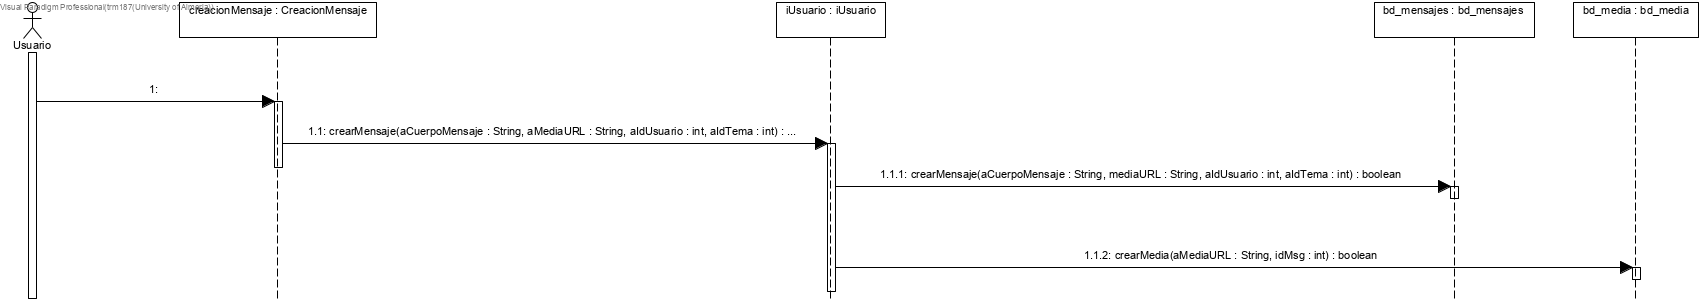 Visual Paradigm Professional(trm187(University of Almeria))
Usuario
creacionMensaje : CreacionMensaje
iUsuario : iUsuario
bd_mensajes : bd_mensajes
bd_media : bd_media
1:
1.1: crearMensaje(aCuerpoMensaje : String, aMediaURL : String, aIdUsuario : int, aIdTema : int) : ...
1.1.1: crearMensaje(aCuerpoMensaje : String, mediaURL : String, aIdUsuario : int, aIdTema : int) : boolean
1.1.2: crearMedia(aMediaURL : String, idMsg : int) : boolean